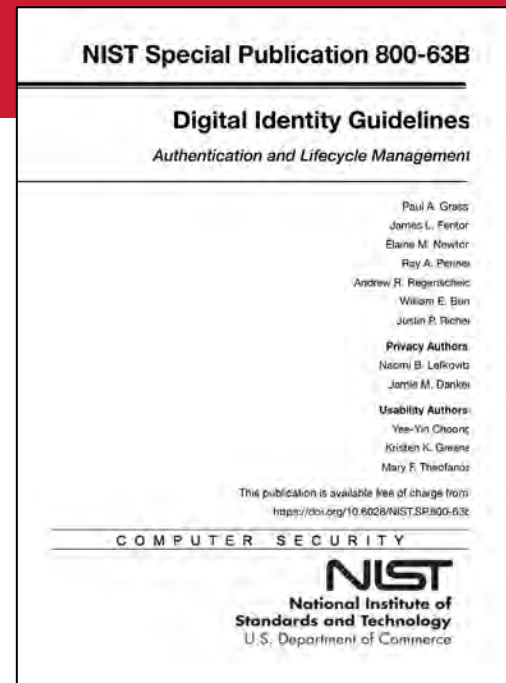 NIST Special Publication 800-63B
Digital Identity Guidelines
Authentication and Lifecycle Management
Paul A. Grass
James L. Fentor
Elaine M. Newtor
Ray A. Perlner
Andrew R. Regenscheid
William E. Burr
Justin P. Richer
Privacy Authors
Naomi B. Lefkovitz
Jamie M. Danker
Usability Authors
Yee-Yin Choong
Kristen K. Greene
Mary F. Theofanos
This publication is available free of charge from
https://doi.org/10.6028/NIST.SP.800-63b
COMPUTER SECURITY
NIST
National Institute of
Standards and Technology
U.S. Department of Commerce